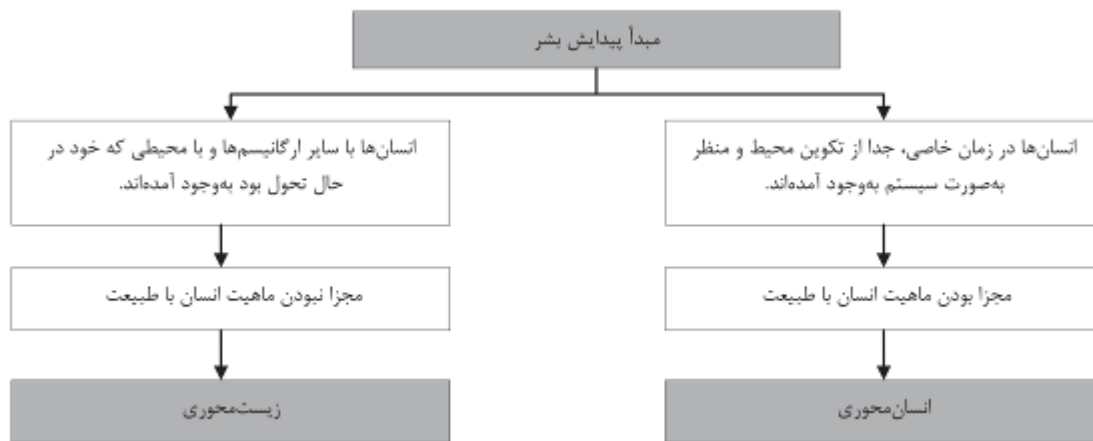 مبدأ پیدایش بشر
انسان‌ها در زمان خاصی، جدا از تکوین محیط و منظر
به‌صورت سیستم به‌وجود آمده‌اند.
انسان‌ها با سایر ارگانیسم‌ها و با محیطی که خود در
حال تحول بود به‌وجود آمده‌اند.
مجزا بودن ماهیت انسان با طبیعت
مجزا نبودن ماهیت انسان با طبیعت
انسان‌محوری
زیست‌محوری